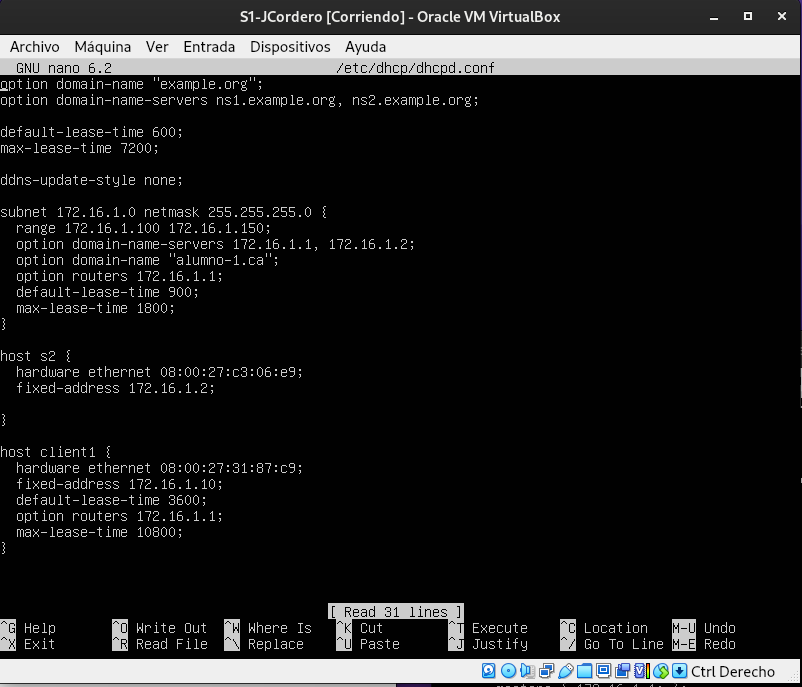 S1-JCordero [Corriendo] - Oracle VM VirtualBox
Archivo Máquina Ver Entrada Dispositivos Ayuda
GNU nano 6.2 /etc/dhcp/dhcpd.conf
option domain-name "example.org";
option domain-name-servers ns1.example.org, ns2.example.org;
default-lease-time 600;
max-lease-time 7200;
ddns-update-style none;
subnet 172.16.1.0 netmask 255.255.255.0 {
range 172.16.1.100 172.16.1.150;
option domain-name-servers 172.16.1.1, 172.16.1.2;
option domain-name "alumno-1.ca";
option routers 172.16.1.1;
default-lease-time 900;
max-lease-time 1800;
}
host s2 {
hardware ethernet 08:00:27:c3:06:e9;
fixed-address 172.16.1.2;
}
host client1 {
hardware ethernet 08:00:27:31:87:c9;
fixed-address 172.16.1.10;
default-lease-time 3600;
option routers 172.16.1.1;
max-lease-time 10800;
}
[ Read 31 lines ]
^G Help ^O Write Out ^W Where Is ^K Cut ^T Execute ^C Location M-U Undo
^X Exit ^R Read File ^\ Replace ^U Paste ^J Justify ^/ Go To Line M-E Redo
Ctrl Derecho